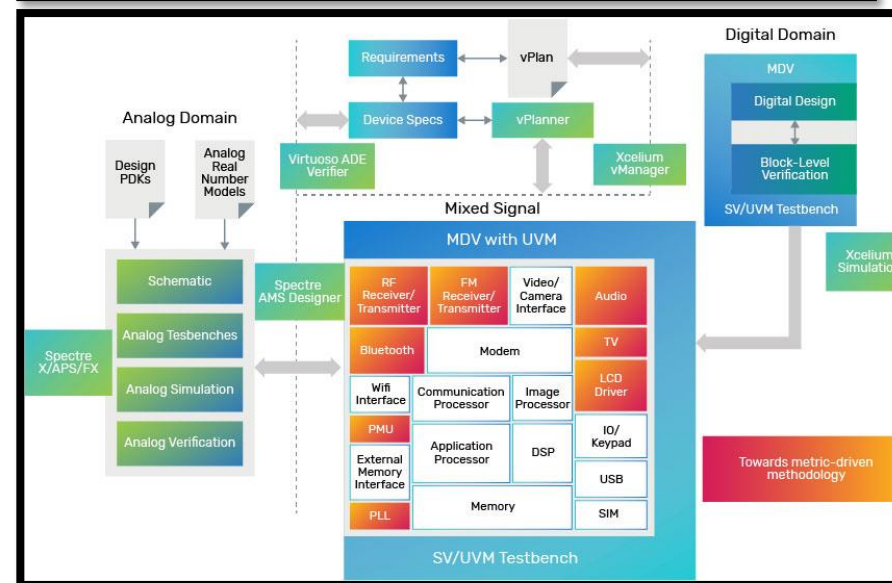 Digital Domain
MDV
Digital Design
Block-Level
Verification
SV/UVM Testbench
Requirements
vPlan
Device Specs
vPlanner
Analog Domain
Design
PDKs
Analog
Real
Number
Models
Virtuoso ADE
Verifier
Xcelium
vManager
Xcelium
Simulation
Mixed Signal
MDV with UVM
Schematic
Analog Tesbenches
Analog Simulation
Analog Verification
Spectre
X/APS/FX
Spectre
AMS Designer
RF
Receiver/
Transmitter
FM
Receiver/
Transmitter
Video/
Camera
Interface
Audio
Bluetooth
Modem
TV
Wifi
Interface
Communication
Processor
Image
Processor
LCD
Driver
PMU
Application
Processor
DSP
IO/
Keypad
External
Memory
Interface
USB
PLL
Memory
SIM
SV/UVM Testbench
Towards metric-driven
methodology